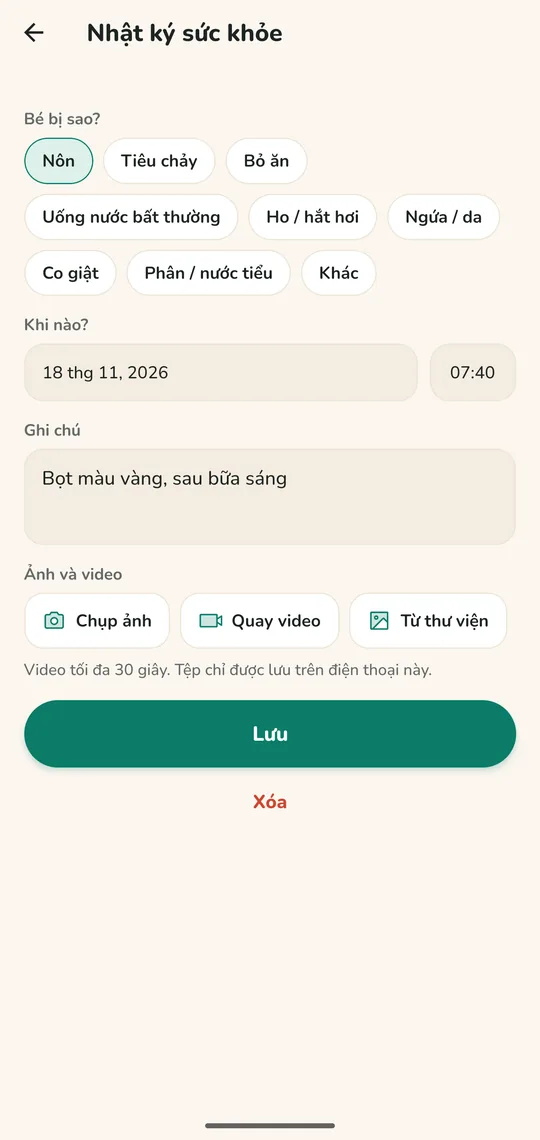 Nhật ký sức khỏe
Bé bị sao?
Nôn Tiêu chảy Bỏ ăn
Uống nước bất thường Ho / hắt hơi Ngứa / da
Co giật Phân / nước tiểu Khác
Khi nào?
18 thg 11, 2026 07:40
Ghi chú
Bọt màu vàng, sau bữa sáng
Ảnh và video
Chụp ảnh Quay video Từ thư viện
Video tối đa 30 giây. Tệp chỉ được lưu trên điện thoại này.
Lưu
Xóa